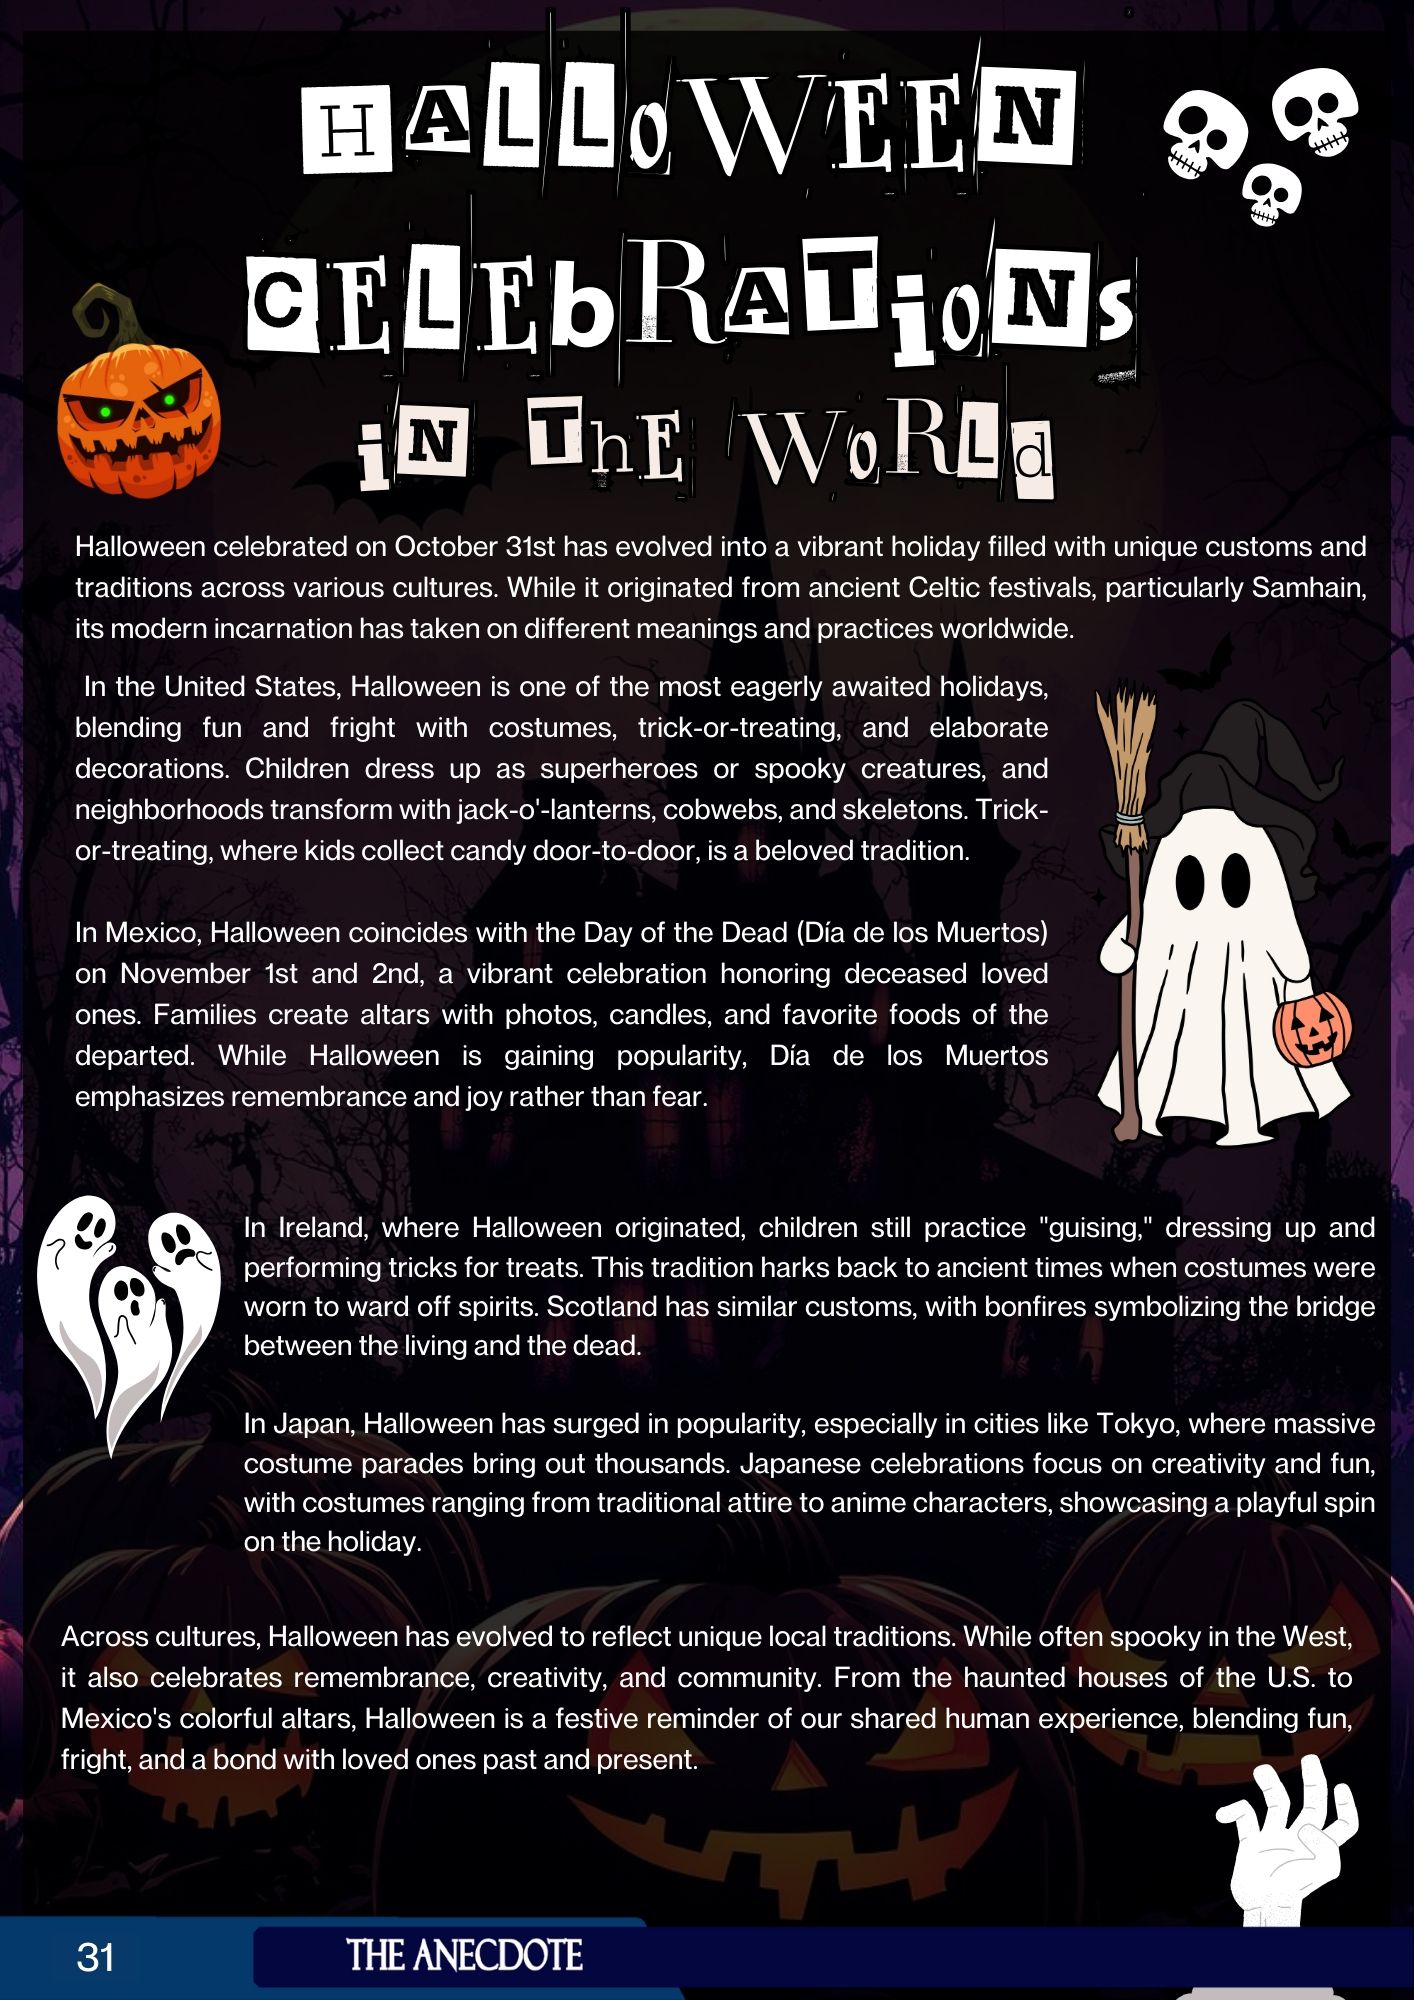 HALLoWEEN
CELEbRATioNs
iN ThE WoRLd
Halloween celebrated on October 31st has evolved into a vibrant holiday filled with unique customs and
traditions across various cultures. While it originated from ancient Celtic festivals, particularly Samhain,
its modern incarnation has taken on different meanings and practices worldwide.
In the United States, Halloween is one of the most eagerly awaited holidays,
blending fun and fright with costumes, trick-or-treating, and elaborate
decorations. Children dress up as superheroes or spooky creatures, and
neighborhoods transform with jack-o'-lanterns, cobwebs, and skeletons. Trick-
or-treating, where kids collect candy door-to-door, is a beloved tradition.
In Mexico, Halloween coincides with the Day of the Dead (Día de los Muertos)
on November 1st and 2nd, a vibrant celebration honoring deceased loved
ones. Families create altars with photos, candles, and favorite foods of the
departed. While Halloween is gaining popularity, Día de los Muertos
emphasizes remembrance and joy rather than fear.
In Ireland, where Halloween originated, children still practice "guising," dressing up and
performing tricks for treats. This tradition harks back to ancient times when costumes were
worn to ward off spirits. Scotland has similar customs, with bonfires symbolizing the bridge
between the living and the dead.
In Japan, Halloween has surged in popularity, especially in cities like Tokyo, where massive
costume parades bring out thousands. Japanese celebrations focus on creativity and fun,
with costumes ranging from traditional attire to anime characters, showcasing a playful spin
on the holiday.
Across cultures, Halloween has evolved to reflect unique local traditions. While often spooky in the West,
it also celebrates remembrance, creativity, and community. From the haunted houses of the U.S. to
Mexico's colorful altars, Halloween is a festive reminder of our shared human experience, blending fun,
fright, and a bond with loved ones past and present.
31 THE ANECDOTE